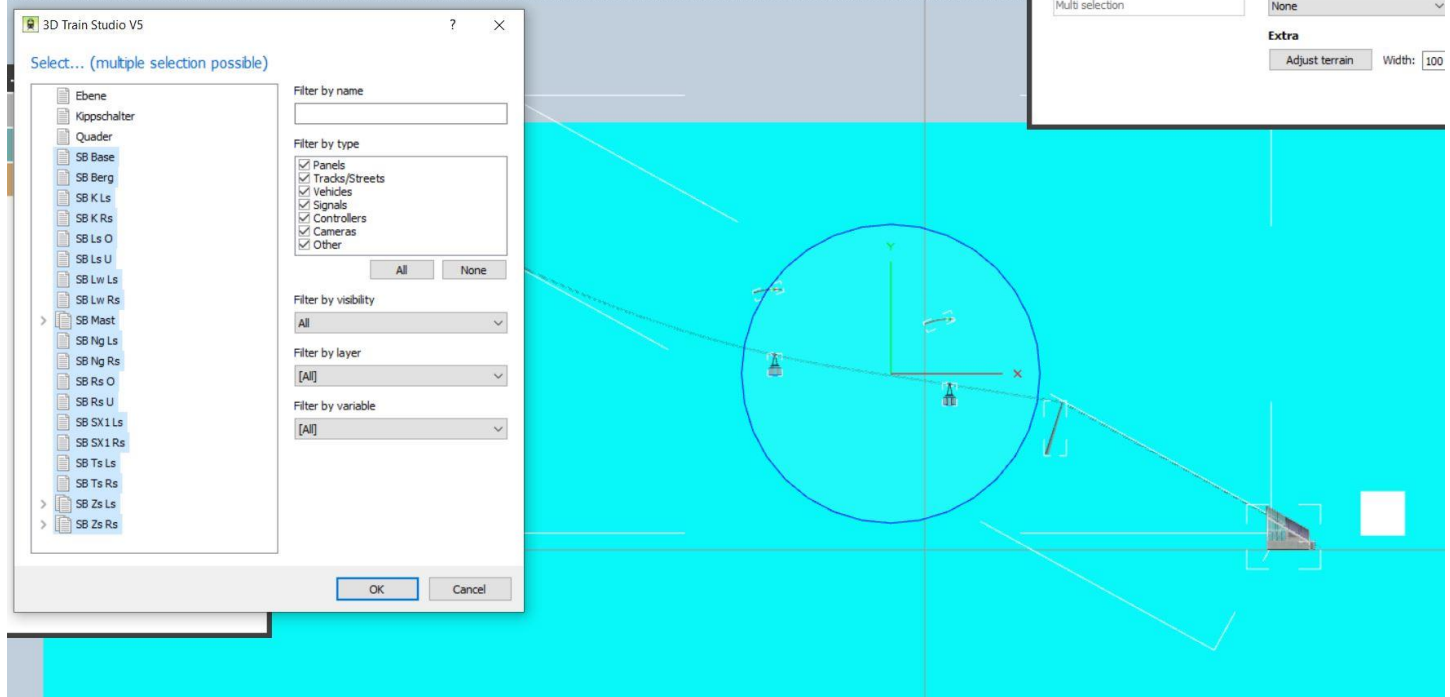 3D Train Studio V5
?
Select... (multiple selection possible)
Ebene
Kippschalter
Quader
SB Base
SB Berg
SB K Ls
SB K Rs
SB Ls O
SB Ls U
SB Lw Ls
SB Lw Rs
SB Mast
SB Ng Ls
SB Ng Rs
SB Rs O
SB Rs U
SB SX1 Ls
SB SX1 Rs
SB Ts Ls
SB Ts Rs
SB Zs Ls
SB Zs Rs
Filter by name
Filter by type
Panels
Tracks/Streets
Vehicles
Signals
Controllers
Cameras
Other
All
None
Filter by visibility
All
Filter by layer
[All]
Filter by variable
[All]
OK
Cancel
Multi selection
None
Extra
Adjust terrain
Width:
100
Y
X